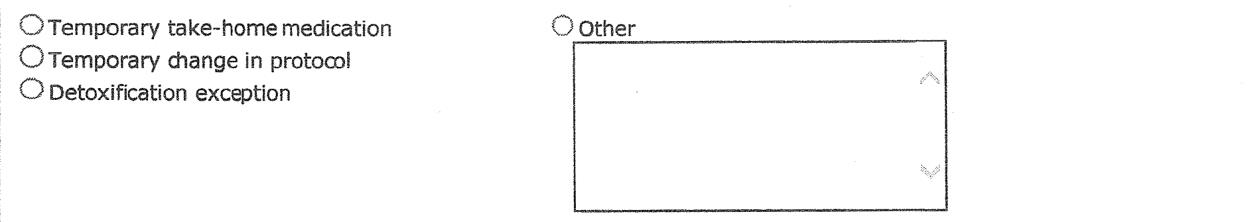 Temporary take-home medication
Temporary change in protocol
Detoxification exception
Other